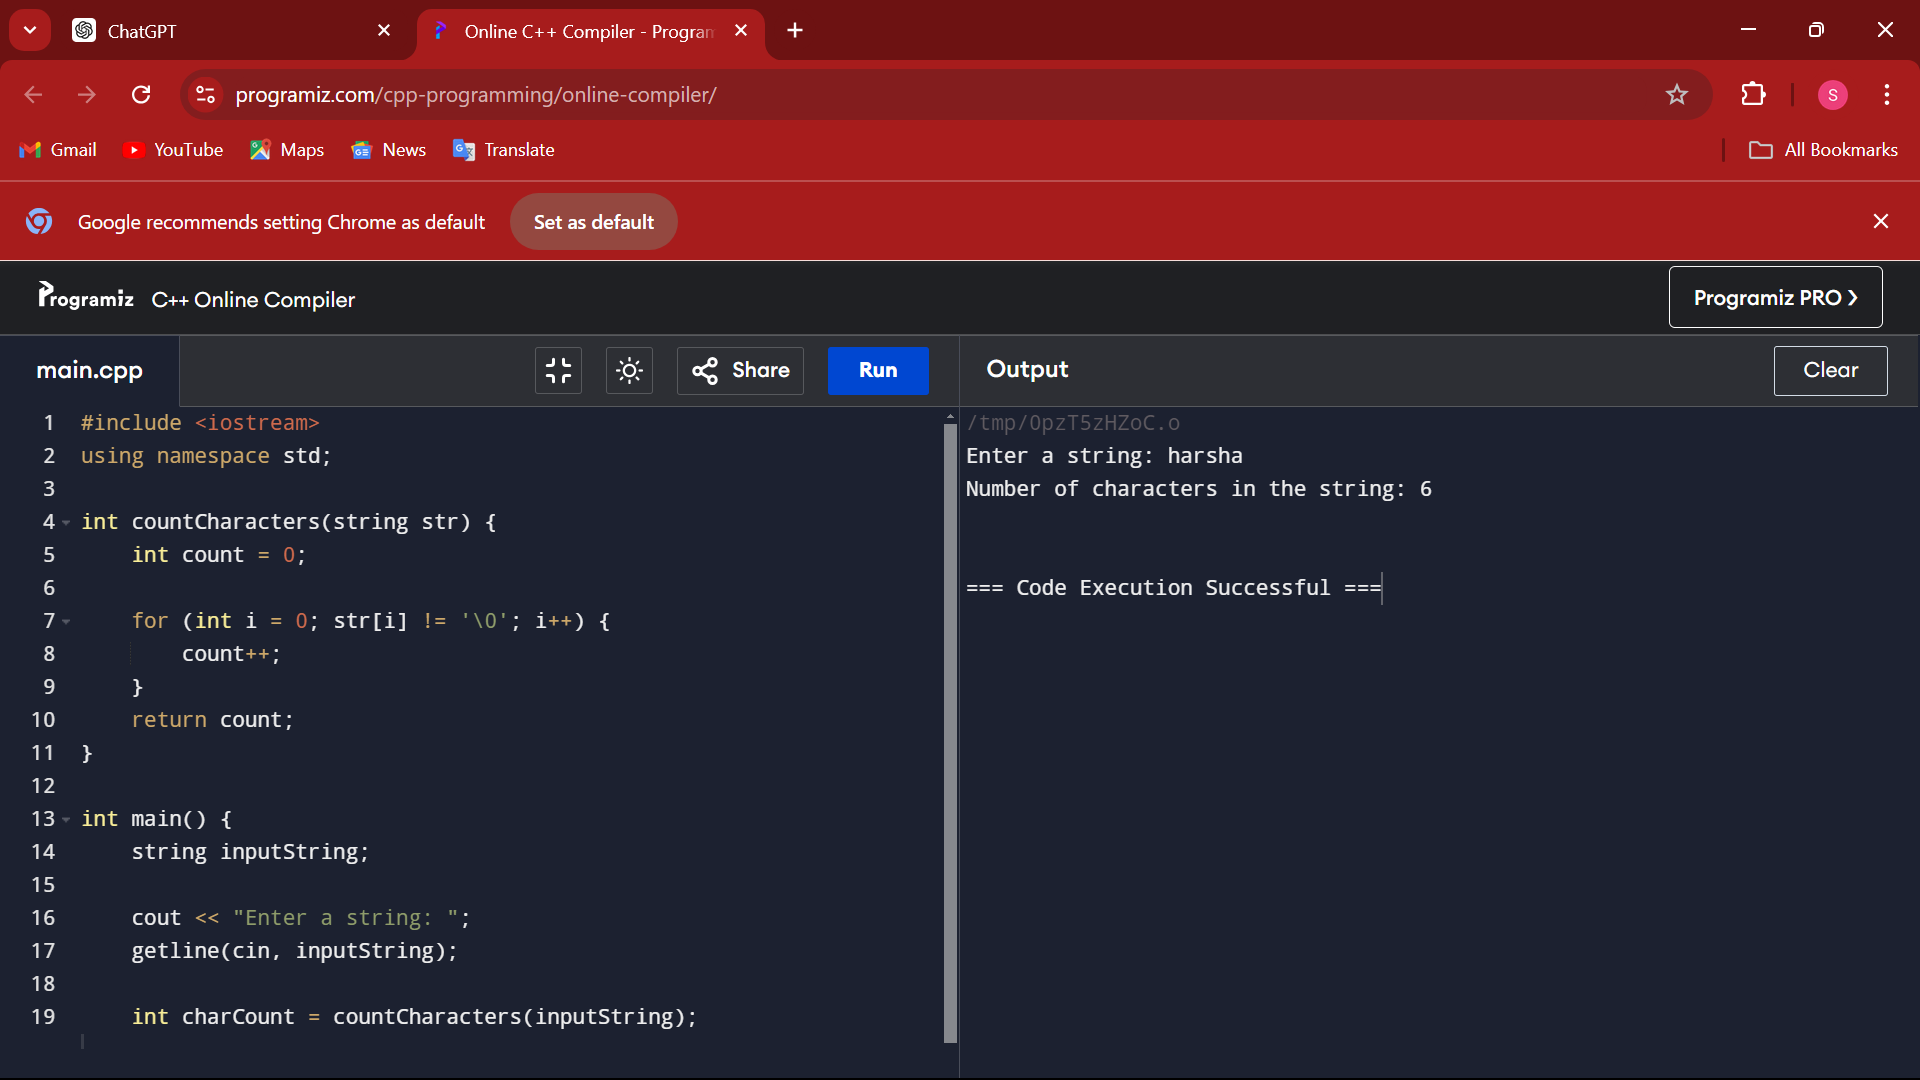 ChatGPT
Online C++ Compiler - Program
programiz.com/cpp-programming/online-compiler/
S
Gmail YouTube Maps News Translate All Bookmarks
Google recommends setting Chrome as default Set as default
Programiz C++ Online Compiler Programiz PRO
main.cpp Share Run Output Clear
1 #include <iostream>
2 using namespace std;
3
4 int countCharacters(string str) {
5     int count = 0;
6
7     for (int i = 0; str[i] != '\0'; i++) {
8         count++;
9     }
10     return count;
11 }
12
13 int main() {
14     string inputString;
15
16     cout << "Enter a string: ";
17     getline(cin, inputString);
18
19     int charCount = countCharacters(inputString);
/tmp/0pzT5zHZoC.o
Enter a string: harsha
Number of characters in the string: 6
=== Code Execution Successful ===